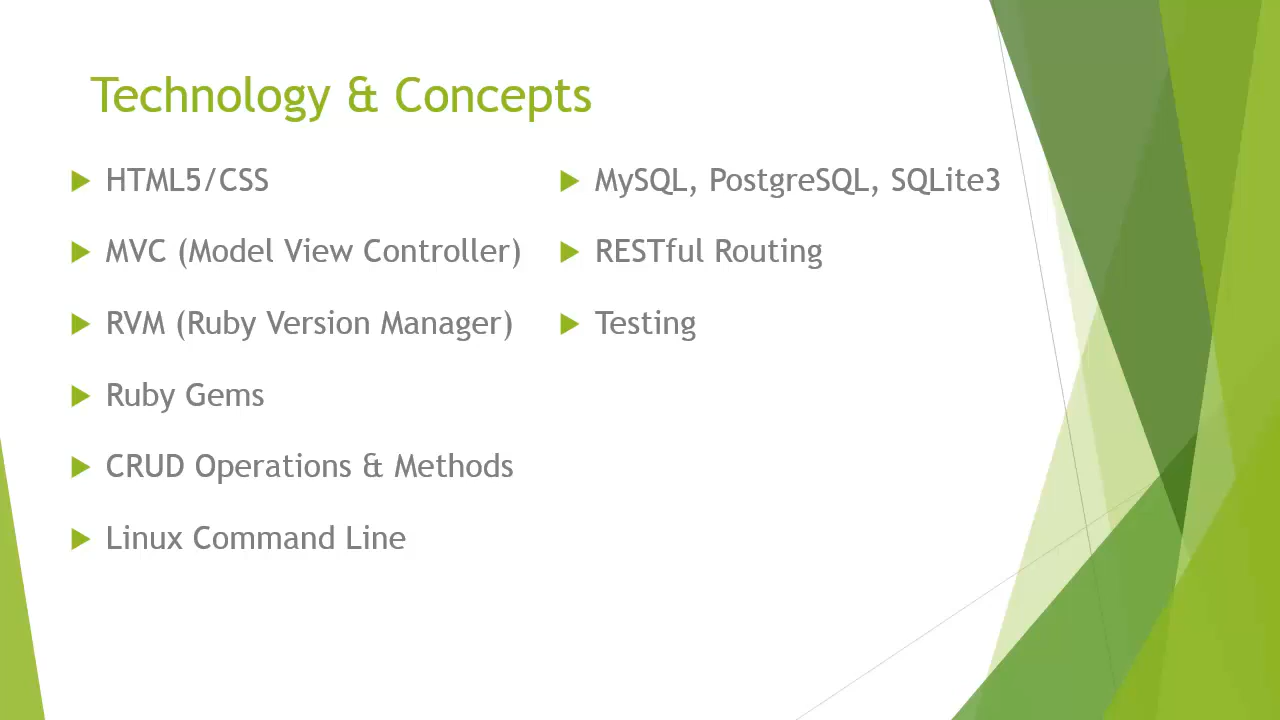 Technology & Concepts
HTML5/CSS
MVC (Model View Controller)
RVM (Ruby Version Manager)
Ruby Gems
CRUD Operations & Methods
Linux Command Line
MySQL, PostgreSQL, SQLite3
RESTful Routing
Testing